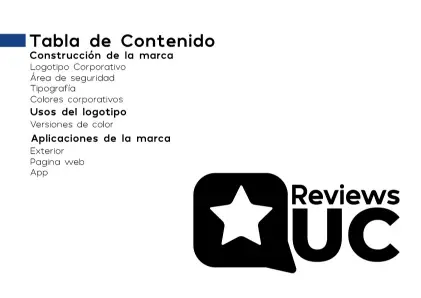 Tabla de Contenido
Construcción de la marca
Logotipo Corporativo
Área de seguridad
Tipografía
Colores corporativos
Usos del logotipo
Versiones de color
Aplicaciones de la marca
Exterior
Pagina web
App
Reviews
UC